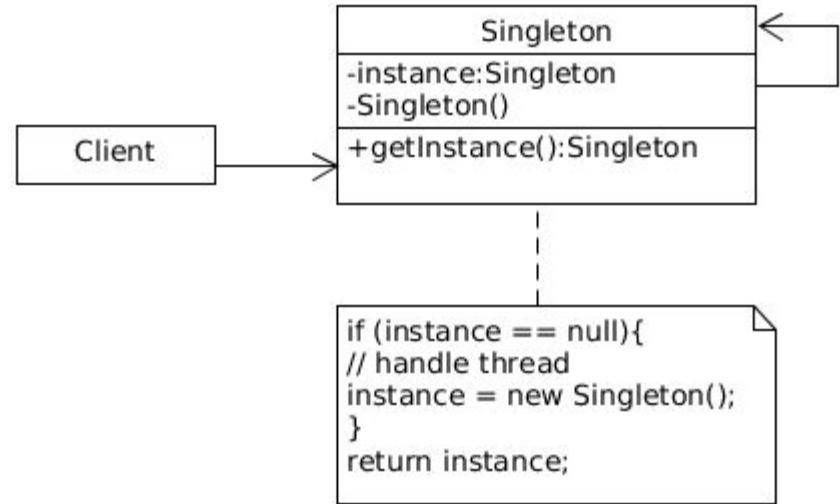 Singleton
-instance:Singleton
-Singleton()
Client
+getInstance():Singleton
if (instance == null){
// handle thread
instance = new Singleton();
}
return instance;